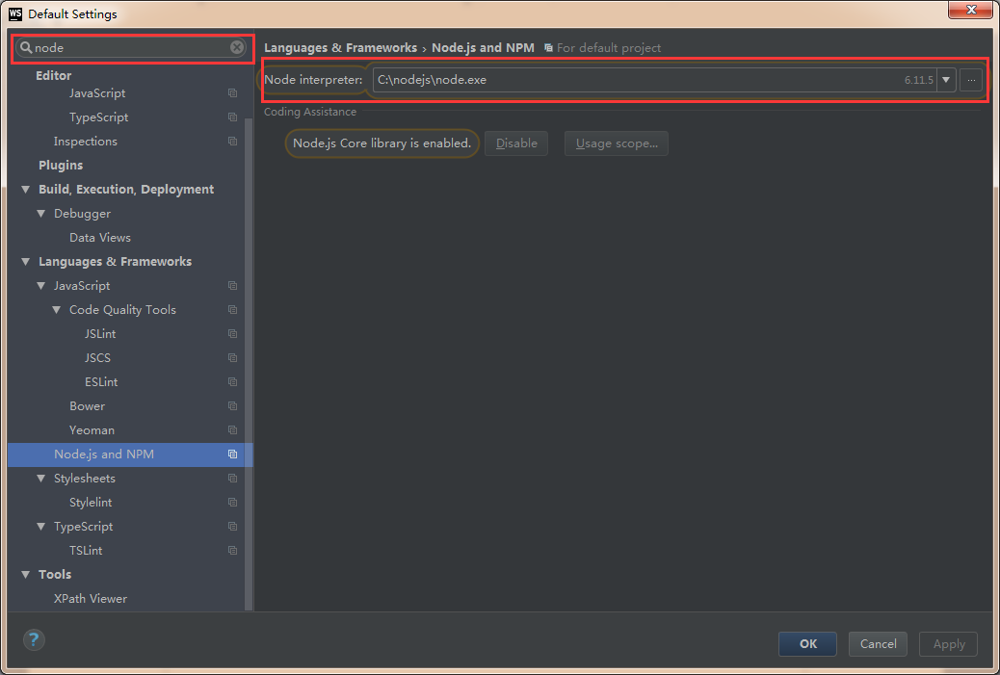 WS Default Settings
node
Editor
JavaScript
TypeScript
Inspections
Plugins
Build, Execution, Deployment
Debugger
Data Views
Languages & Frameworks
JavaScript
Code Quality Tools
JSLint
JSCS
ESLint
Bower
Yeoman
Node.js and NPM
Stylesheets
Stylelint
TypeScript
TSLint
Tools
XPath Viewer
Languages & Frameworks › Node.js and NPM For default project
Node interpreter: C:\nodejs\node.exe 6.11.5 ...
Coding Assistance
Node.js Core library is enabled. Disable Usage scope...
? OK Cancel Apply